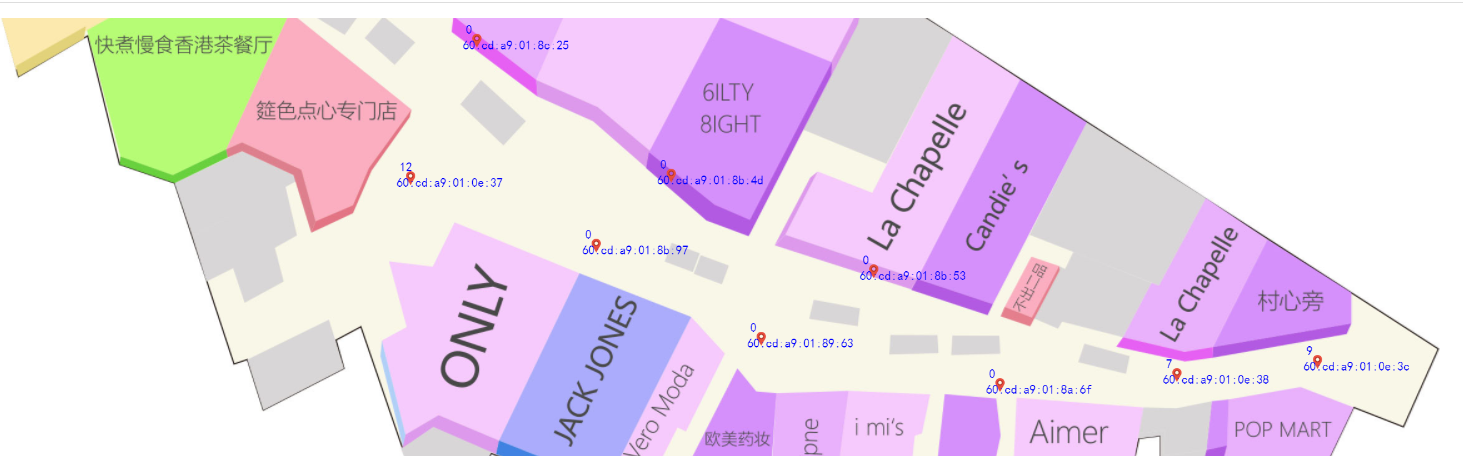 快煮慢食香港茶餐厅
0
60:cd:a9:01:8c:25
筵色点心专门店
6ILTY
8IGHT
La Chapelle
Candie's
12
60:cd:a9:01:0e:37
0
60:cd:a9:01:8b:4d
0
60:cd:a9:01:8b:97
0
60:cd:a9:01:8b:53
不出二品
La Chapelle
村心旁
ONLY
JACK JONES
Vero Moda
0
60:cd:a9:01:89:63
0
60:cd:a9:01:8a:6f
7
60:cd:a9:01:0e:38
9
60:cd:a9:01:0e:3c
欧美药妆
pne
i mi's
Aimer
POP MART